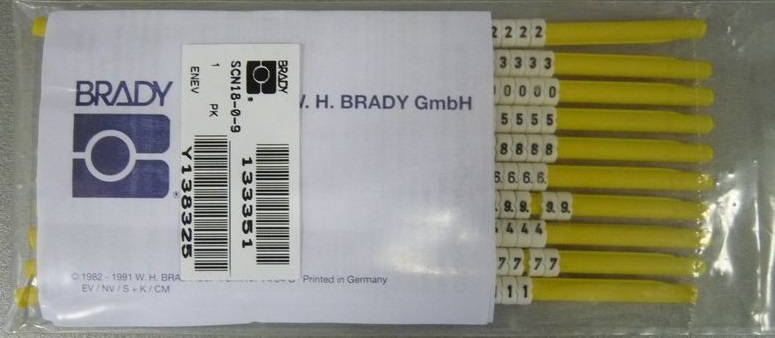 BRADY
W. H. BRADY GmbH
© 1982 - 1991 W. H. BRA
Printed in Germany
EV / NV / S + K / CM
BRADY
SCN18-0-9
1 PK
ENEV
133351
Y138325
2 2 2 2
3 3 3 3
0 0 0 0
5 5 5 5
8 8 8 8
6. 6. 6. 6.
9. 9. 9. 9.
4 4 4 4
7 7 7 7
1 1